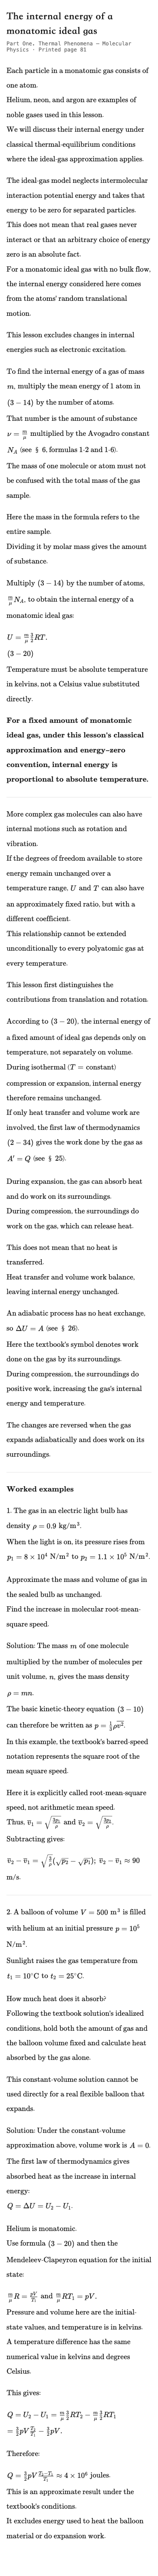 The internal energy of a
monatomic ideal gas
Part One. Thermal Phenomena — Molecular
Physics · Printed page 81
Each particle in a monatomic gas consists of
one atom.
Helium, neon, and argon are examples of
noble gases used in this lesson.
We will discuss their internal energy under
classical thermal-equilibrium conditions
where the ideal-gas approximation applies.
The ideal-gas model neglects intermolecular
interaction potential energy and takes that
energy to be zero for separated particles.
This does not mean that real gases never
interact or that an arbitrary choice of energy
zero is an absolute fact.
For a monatomic ideal gas with no bulk flow,
the internal energy considered here comes
from the atoms' random translational
motion.
This lesson excludes changes in internal
energies such as electronic excitation.
To find the internal energy of a gas of mass
m, multiply the mean energy of 1 atom in
(3 − 14) by the number of atoms.
That number is the amount of substance
ν = m/μ multiplied by the Avogadro constant
N_A (see § 6, formulas 1-2 and 1-6).
The mass of one molecule or atom must not
be confused with the total mass of the gas
sample.
Here the mass in the formula refers to the
entire sample.
Dividing it by molar mass gives the amount
of substance.
Multiply (3 − 14) by the number of atoms,
m/μ N_A, to obtain the internal energy of a
monatomic ideal gas:
U = m/μ 3/2 RT.
(3 − 20)
Temperature must be absolute temperature
in kelvins, not a Celsius value substituted
directly.
For a fixed amount of monatomic
ideal gas, under this lesson's classical
approximation and energy-zero
convention, internal energy is
proportional to absolute temperature.
More complex gas molecules can also have
internal motions such as rotation and
vibration.
If the degrees of freedom available to store
energy remain unchanged over a
temperature range, U and T can also have
an approximately fixed ratio, but with a
different coefficient.
This relationship cannot be extended
unconditionally to every polyatomic gas at
every temperature.
This lesson first distinguishes the
contributions from translation and rotation.
According to (3 − 20), the internal energy of
a fixed amount of ideal gas depends only on
temperature, not separately on volume.
During isothermal (T = constant)
compression or expansion, internal energy
therefore remains unchanged.
If only heat transfer and volume work are
involved, the first law of thermodynamics
(2 − 34) gives the work done by the gas as
A′ = Q (see § 25).
During expansion, the gas can absorb heat
and do work on its surroundings.
During compression, the surroundings do
work on the gas, which can release heat.
This does not mean that no heat is
transferred.
Heat transfer and volume work balance,
leaving internal energy unchanged.
An adiabatic process has no heat exchange,
so ΔU = A (see § 26).
Here the textbook's symbol denotes work
done on the gas by its surroundings.
During compression, the surroundings do
positive work, increasing the gas's internal
energy and temperature.
The changes are reversed when the gas
expands adiabatically and does work on its
surroundings.
Worked examples
1. The gas in an electric light bulb has
density ρ = 0.9 kg/m³.
When the light is on, its pressure rises from
p₁ = 8 × 10⁴ N/m² to p₂ = 1.1 × 10⁵ N/m².
Approximate the mass and volume of gas in
the sealed bulb as unchanged.
Find the increase in molecular root-mean-
square speed.
Solution: The mass m of one molecule
multiplied by the number of molecules per
unit volume, n, gives the mass density
ρ = mn.
The basic kinetic-theory equation (3 − 10)
can therefore be written as p = 1/3 ρv̅².
In this example, the textbook's barred-speed
notation represents the square root of the
mean square speed.
Here it is explicitly called root-mean-square
speed, not arithmetic mean speed.
Thus, v̅₁ = √(3p₁/ρ) and v̅₂ = √(3p₂/ρ).
Subtracting gives:
v̅₂ − v̅₁ = √(3/ρ)(√p₂ − √p₁); v̅₂ − v̅₁ ≈ 90
m/s.
2. A balloon of volume V = 500 m³ is filled
with helium at an initial pressure p = 10⁵
N/m².
Sunlight raises the gas temperature from
t₁ = 10°C to t₂ = 25°C.
How much heat does it absorb?
Following the textbook solution's idealized
conditions, hold both the amount of gas and
the balloon volume fixed and calculate heat
absorbed by the gas alone.
This constant-volume solution cannot be
used directly for a real flexible balloon that
expands.
Solution: Under the constant-volume
approximation above, volume work is A = 0.
The first law of thermodynamics gives
absorbed heat as the increase in internal
energy:
Q = ΔU = U₂ − U₁.
Helium is monatomic.
Use formula (3 − 20) and then the
Mendeleev-Clapeyron equation for the initial
state:
m/μ R = pV/T₁ and m/μ RT₁ = pV.
Pressure and volume here are the initial-
state values, and temperature is in kelvins.
A temperature difference has the same
numerical value in kelvins and degrees
Celsius.
This gives:
Q = U₂ − U₁ = m/μ 3/2 RT₂ − m/μ 3/2 RT₁
= 3/2 pV T₂/T₁ − 3/2 pV.
Therefore:
Q = 3/2 pV (T₂−T₁)/T₁ ≈ 4 × 10⁶ joules.
This is an approximate result under the
textbook's conditions.
It excludes energy used to heat the balloon
material or do expansion work.